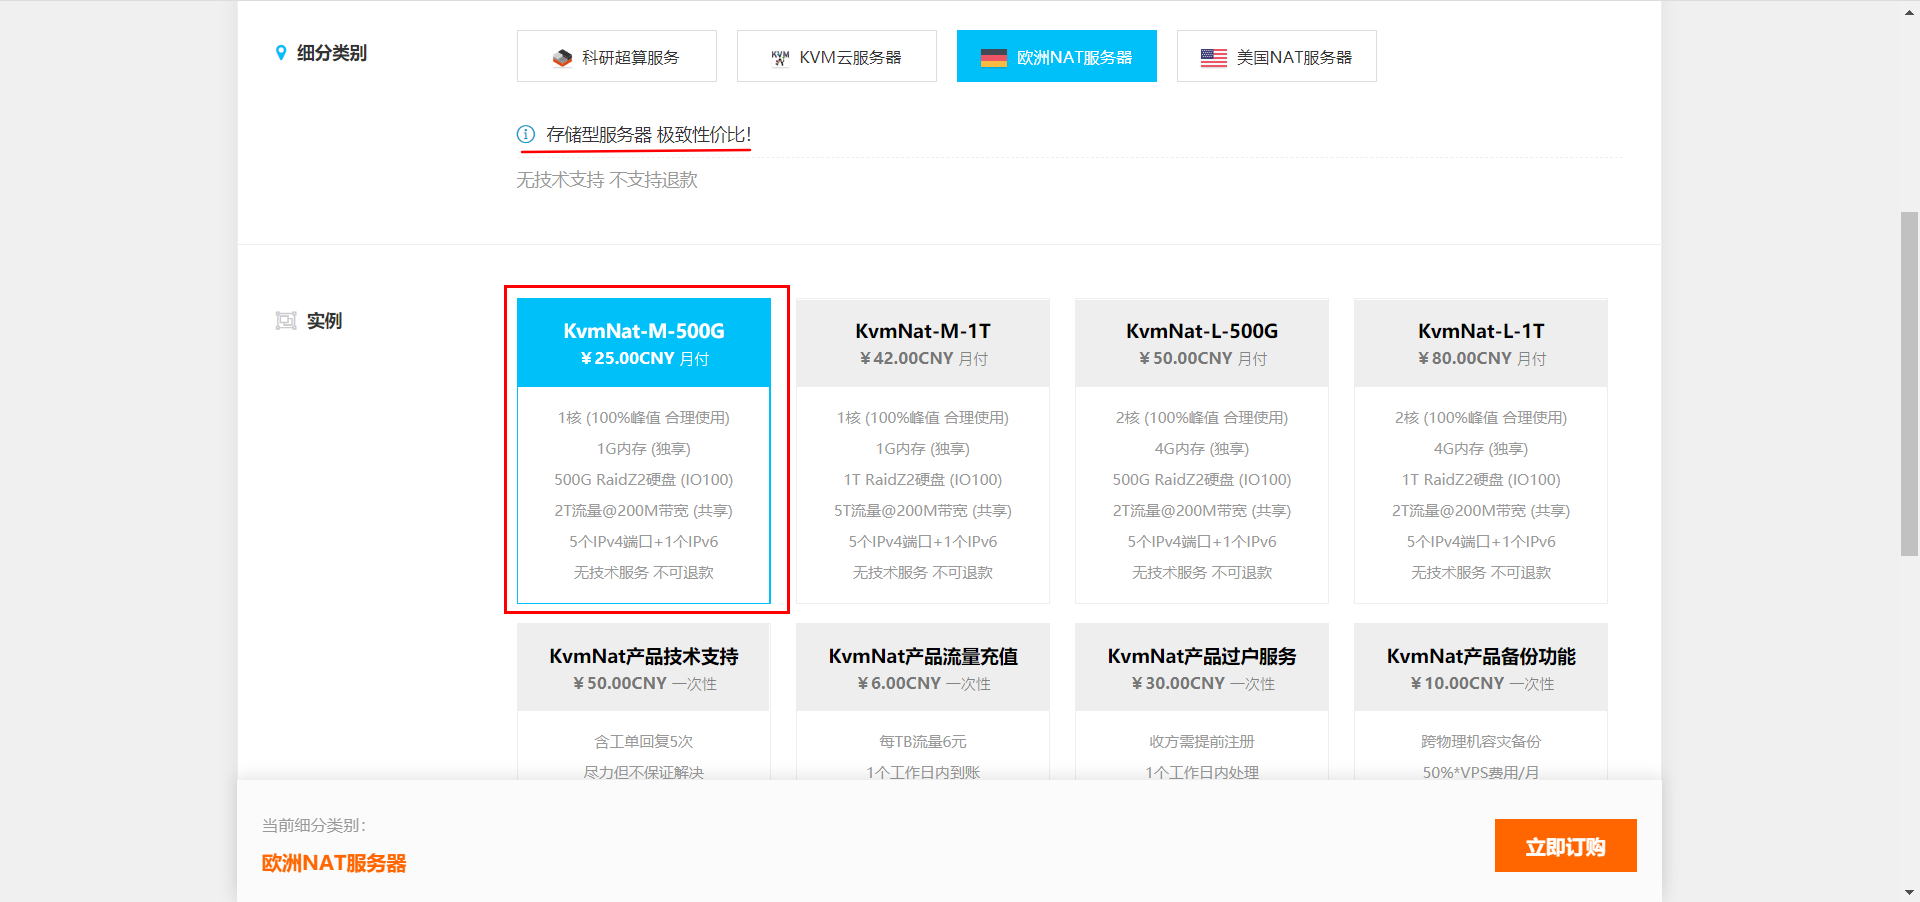 细分类别
科研超算服务
KVM云服务器
欧洲NAT服务器
美国NAT服务器
存储型服务器 极致性价比!
无技术支持 不支持退款
实例
KvmNat-M-500G
¥25.00CNY 月付
1核 (100%峰值 合理使用)
1G内存 (独享)
500G RaidZ2硬盘 (IO100)
2T流量@200M带宽 (共享)
5个IPv4端口+1个IPv6
无技术服务 不可退款
KvmNat-M-1T
¥42.00CNY 月付
1核 (100%峰值 合理使用)
1G内存 (独享)
1T RaidZ2硬盘 (IO100)
5T流量@200M带宽 (共享)
5个IPv4端口+1个IPv6
无技术服务 不可退款
KvmNat-L-500G
¥50.00CNY 月付
2核 (100%峰值 合理使用)
4G内存 (独享)
500G RaidZ2硬盘 (IO100)
2T流量@200M带宽 (共享)
5个IPv4端口+1个IPv6
无技术服务 不可退款
KvmNat-L-1T
¥80.00CNY 月付
2核 (100%峰值 合理使用)
4G内存 (独享)
1T RaidZ2硬盘 (IO100)
2T流量@200M带宽 (共享)
5个IPv4端口+1个IPv6
无技术服务 不可退款
KvmNat产品技术支持
¥50.00CNY 一次性
含工单回复5次
尽力但不保证解决
KvmNat产品流量充值
¥6.00CNY 一次性
每TB流量6元
1个工作日内到账
KvmNat产品过户服务
¥30.00CNY 一次性
收方需提前注册
1个工作日内处理
KvmNat产品备份功能
¥10.00CNY 一次性
跨物理机容灾备份
50%*VPS费用/月
当前细分类别：
欧洲NAT服务器
立即订购